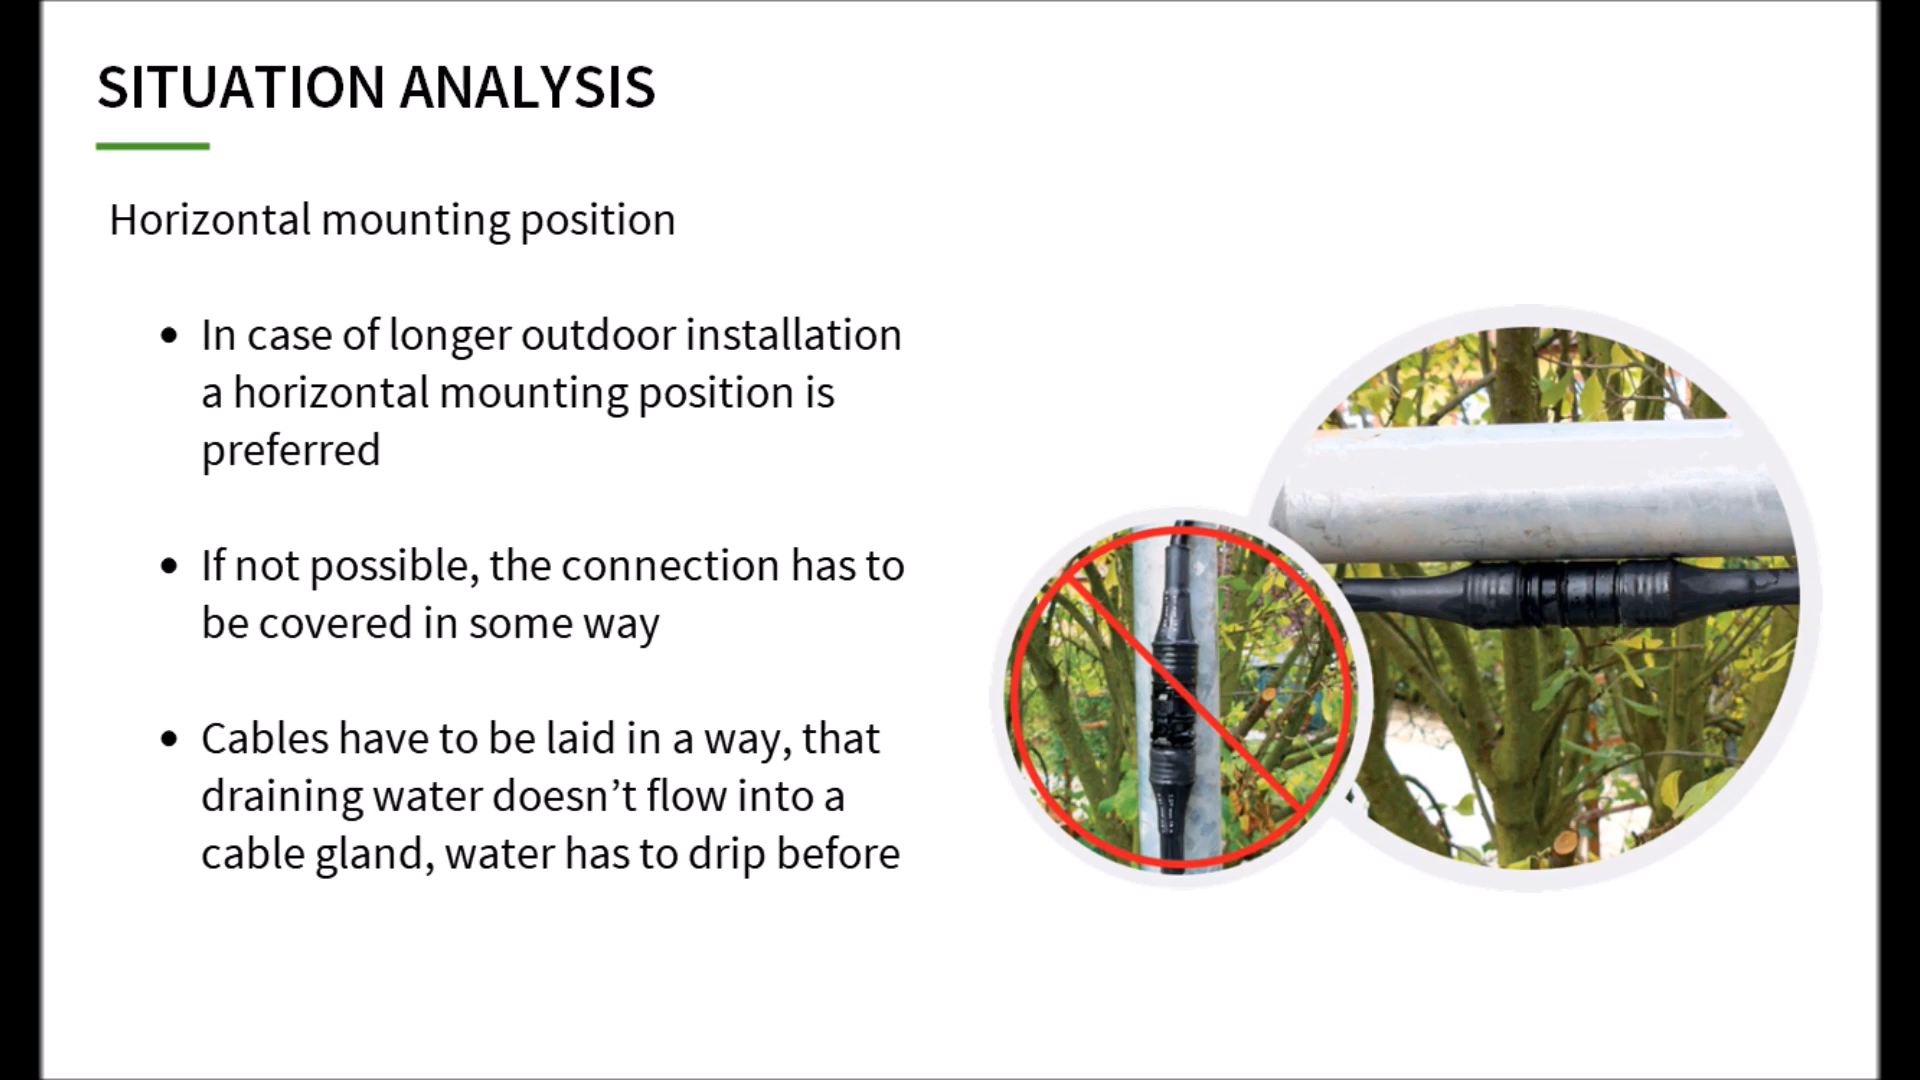 SITUATION ANALYSIS
Horizontal mounting position
• In case of longer outdoor installation
a horizontal mounting position is
preferred
• If not possible, the connection has to
be covered in some way
• Cables have to be laid in a way, that
draining water doesn’t flow into a
cable gland, water has to drip before